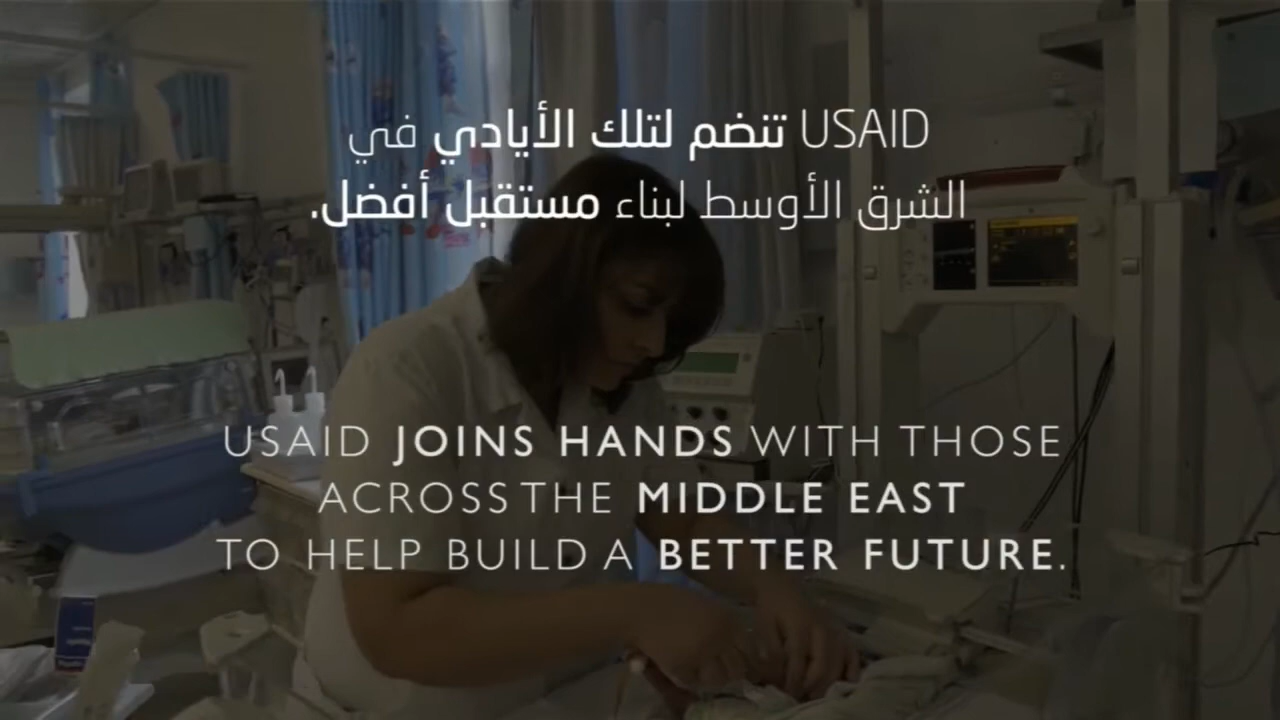 USAID تنضم لتلك الأيادي في
الشرق الأوسط لبناء مستقبل أفضل.
USAID JOINS HANDS WITH THOSE
ACROSS THE MIDDLE EAST
TO HELP BUILD A BETTER FUTURE.